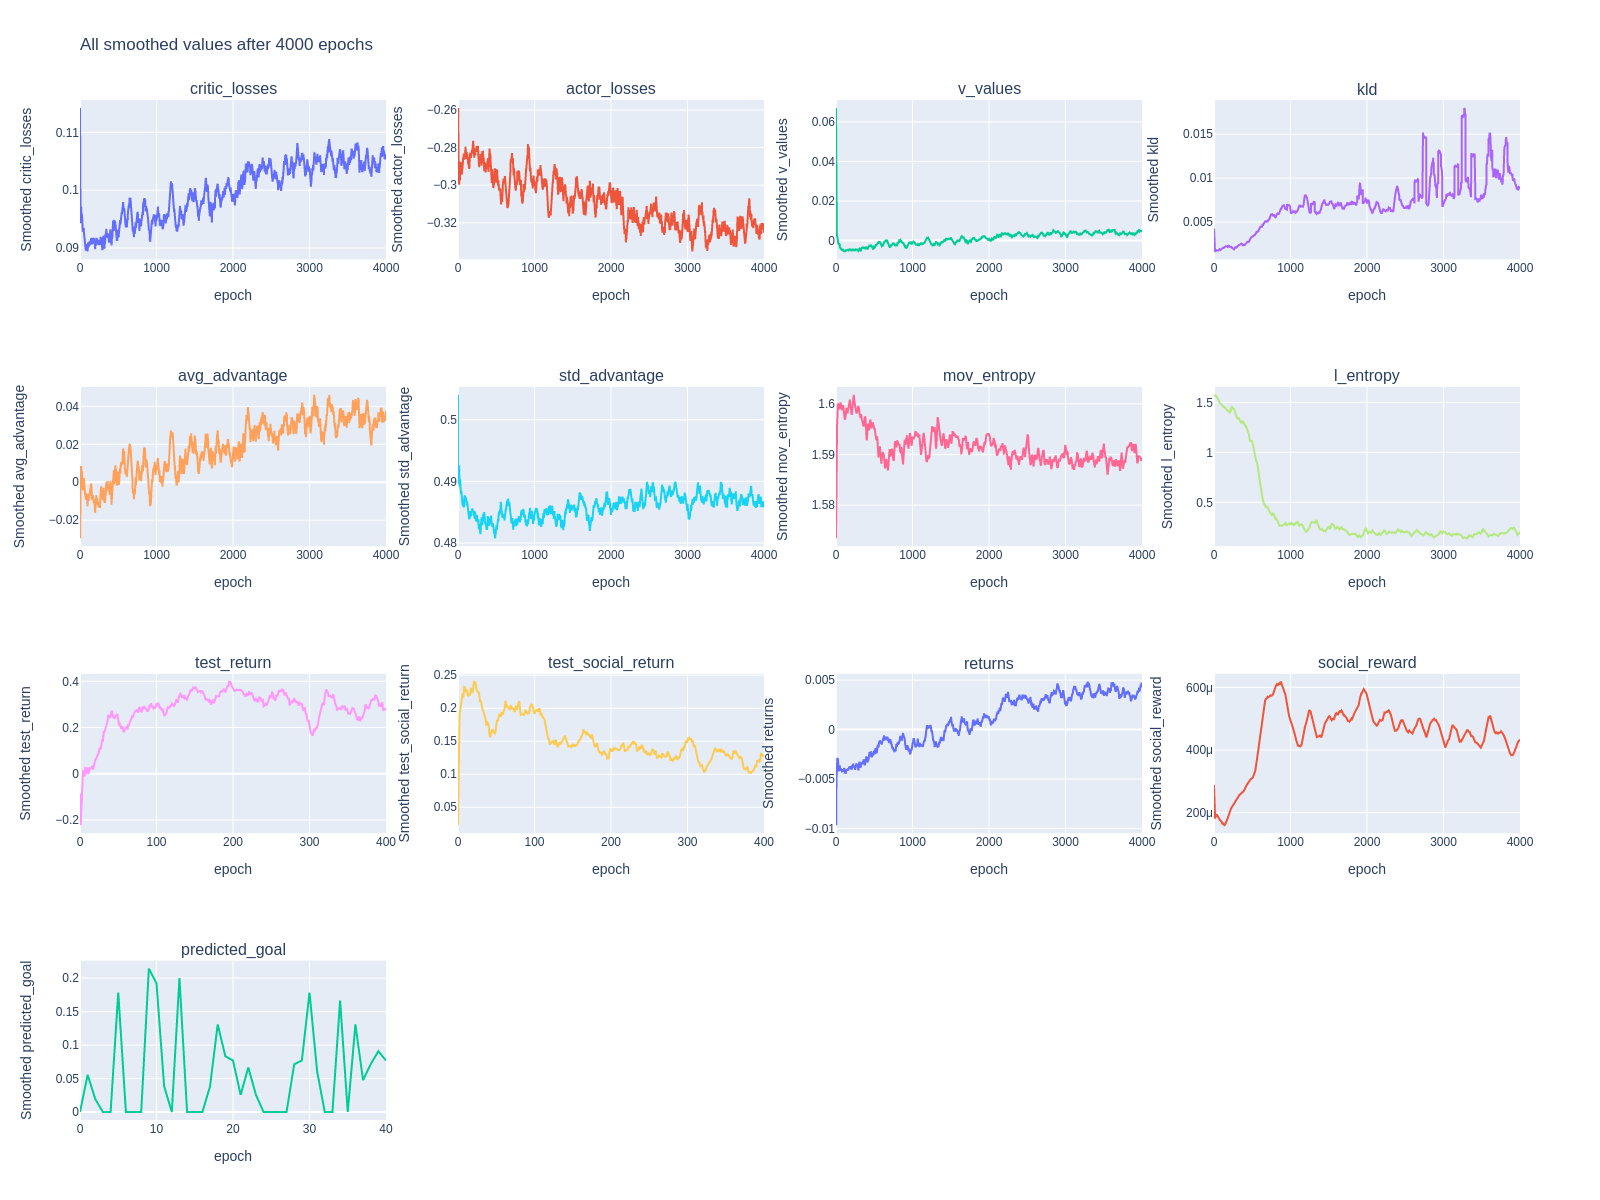 All smoothed values after 4000 epochs
critic_losses
Smoothed critic_losses
0.11
0.1
0.09
0 1000 2000 3000 4000
epoch
actor_losses
Smoothed actor_losses
−0.26
−0.28
−0.3
−0.32
0 1000 2000 3000 4000
epoch
v_values
Smoothed v_values
0.06
0.04
0.02
0
0 1000 2000 3000 4000
epoch
kld
Smoothed kld
0.015
0.01
0.005
0 1000 2000 3000 4000
epoch
avg_advantage
Smoothed avg_advantage
0.04
0.02
0
−0.02
0 1000 2000 3000 4000
epoch
std_advantage
Smoothed std_advantage
0.5
0.49
0.48
0 1000 2000 3000 4000
epoch
mov_entropy
Smoothed mov_entropy
1.6
1.59
1.58
0 1000 2000 3000 4000
epoch
l_entropy
Smoothed l_entropy
1.5
1
0.5
0 1000 2000 3000 4000
epoch
test_return
Smoothed test_return
0.4
0.2
0
−0.2
0 100 200 300 400
epoch
test_social_return
Smoothed test_social_return
0.25
0.2
0.15
0.1
0.05
0 100 200 300 400
epoch
returns
Smoothed returns
0.005
0
−0.005
−0.01
0 1000 2000 3000 4000
epoch
social_reward
Smoothed social_reward
600μ
400μ
200μ
0 1000 2000 3000 4000
epoch
predicted_goal
Smoothed predicted_goal
0.2
0.15
0.1
0.05
0
0 10 20 30 40
epoch